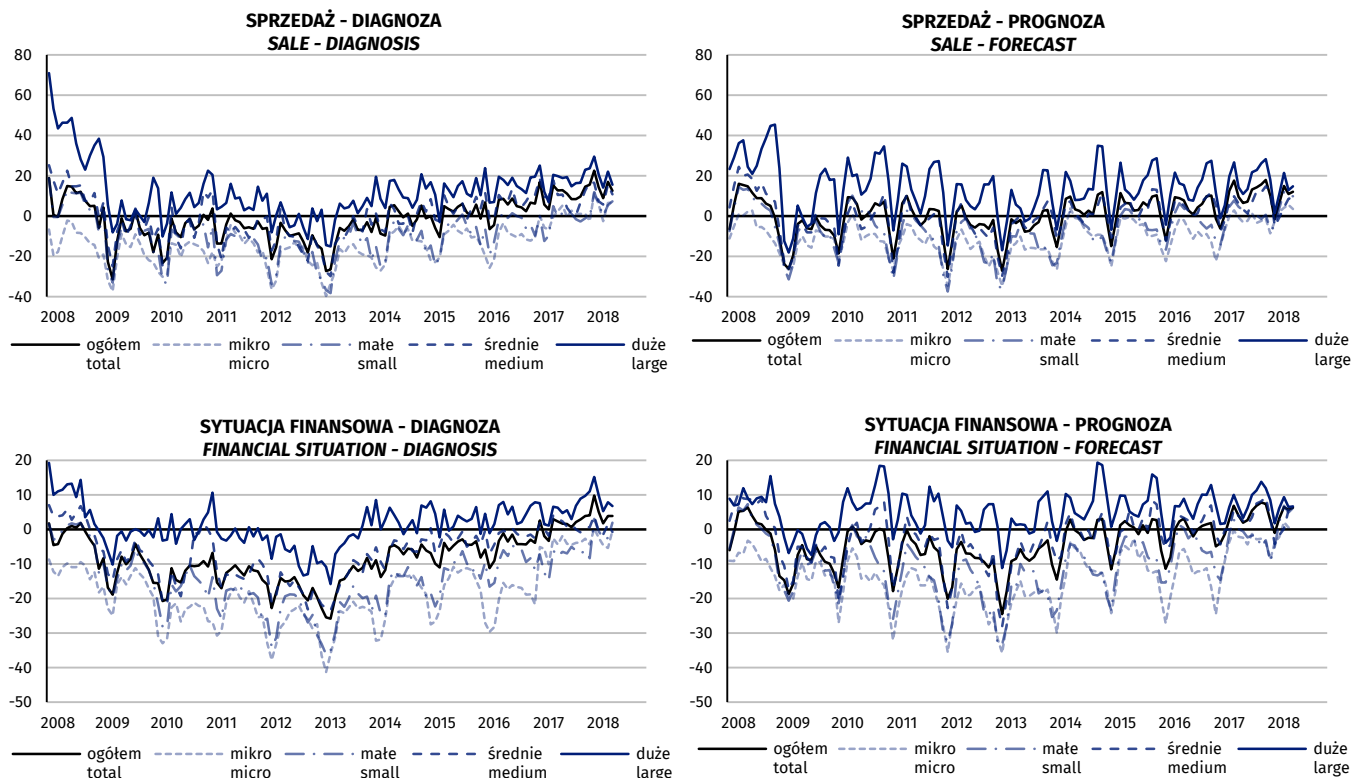 SPRZEDAŻ - DIAGNOZA
SALE - DIAGNOSIS
80
60
40
20
0
-20
-40
2008 2009 2010 2011 2012 2013 2014 2015 2016 2017 2018
ogółem mikro małe średnie duże
total micro small medium large
SPRZEDAŻ - PROGNOZA
SALE - FORECAST
80
60
40
20
0
-20
-40
2008 2009 2010 2011 2012 2013 2014 2015 2016 2017 2018
ogółem mikro małe średnie duże
total micro small medium large
SYTUACJA FINANSOWA - DIAGNOZA
FINANCIAL SITUATION - DIAGNOSIS
20
10
0
-10
-20
-30
-40
-50
2008 2009 2010 2011 2012 2013 2014 2015 2016 2017 2018
ogółem mikro małe średnie duże
total micro small medium large
SYTUACJA FINANSOWA - PROGNOZA
FINANCIAL SITUATION - FORECAST
20
10
0
-10
-20
-30
-40
-50
2008 2009 2010 2011 2012 2013 2014 2015 2016 2017 2018
ogółem mikro małe średnie duże
total micro small medium large